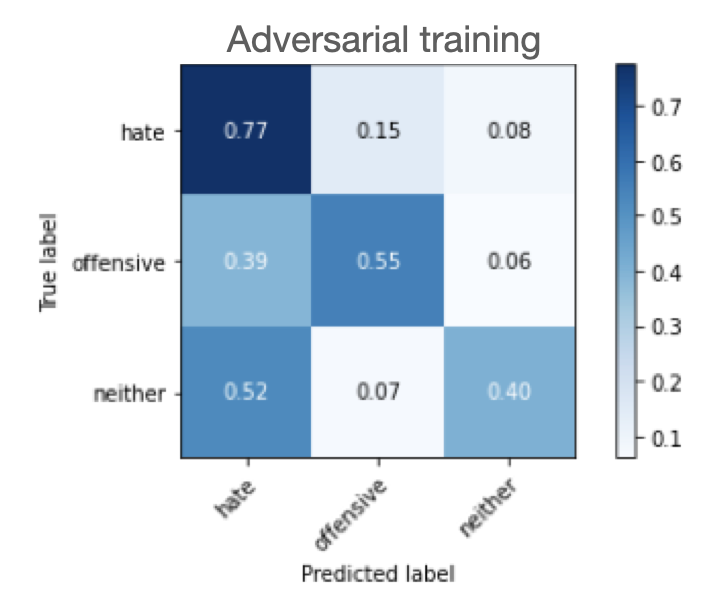 Adversarial training
hate 0.77 0.15 0.08
offensive 0.39 0.55 0.06
neither 0.52 0.07 0.40
True label
hate offensive neither
Predicted label
0.7
0.6
0.5
0.4
0.3
0.2
0.1